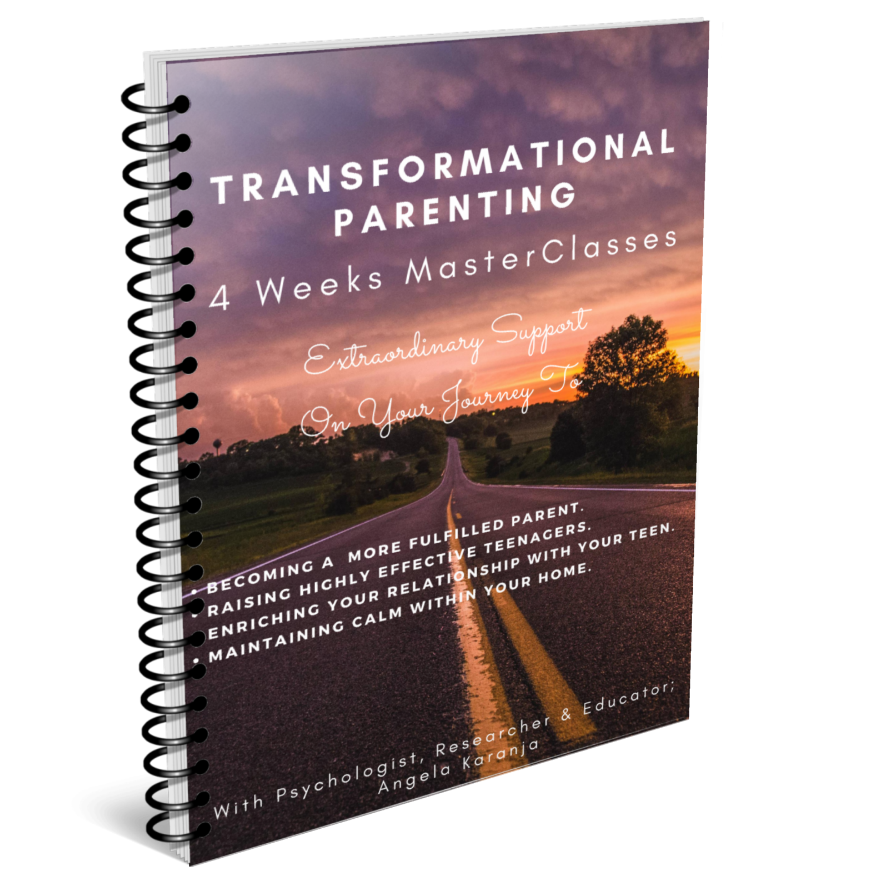 TRANSFORMATIONAL
PARENTING
4 Weeks MasterClasses
Extraordinary Support
On Your Journey To
• BECOMING A MORE FULFILLED PARENT.
• RAISING HIGHLY EFFECTIVE TEENAGERS.
• ENRICHING YOUR RELATIONSHIP WITH YOUR TEEN.
• MAINTAINING CALM WITHIN YOUR HOME.
With Psychologist, Researcher & Educator;
Angela Karanja